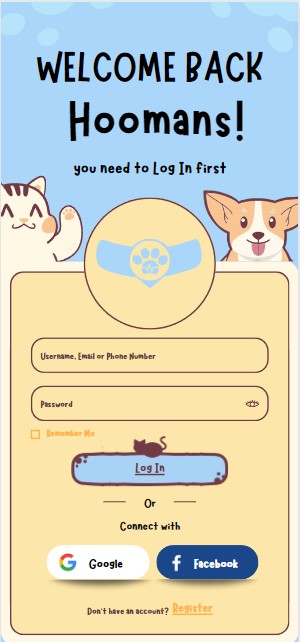 WELCOME BACK
Hoomans!
you need to Log In first
Username, Email or Phone Number
Password
Remember Me
Log In
Or
Connect with
Google
Facebook
Don't have an account? Register